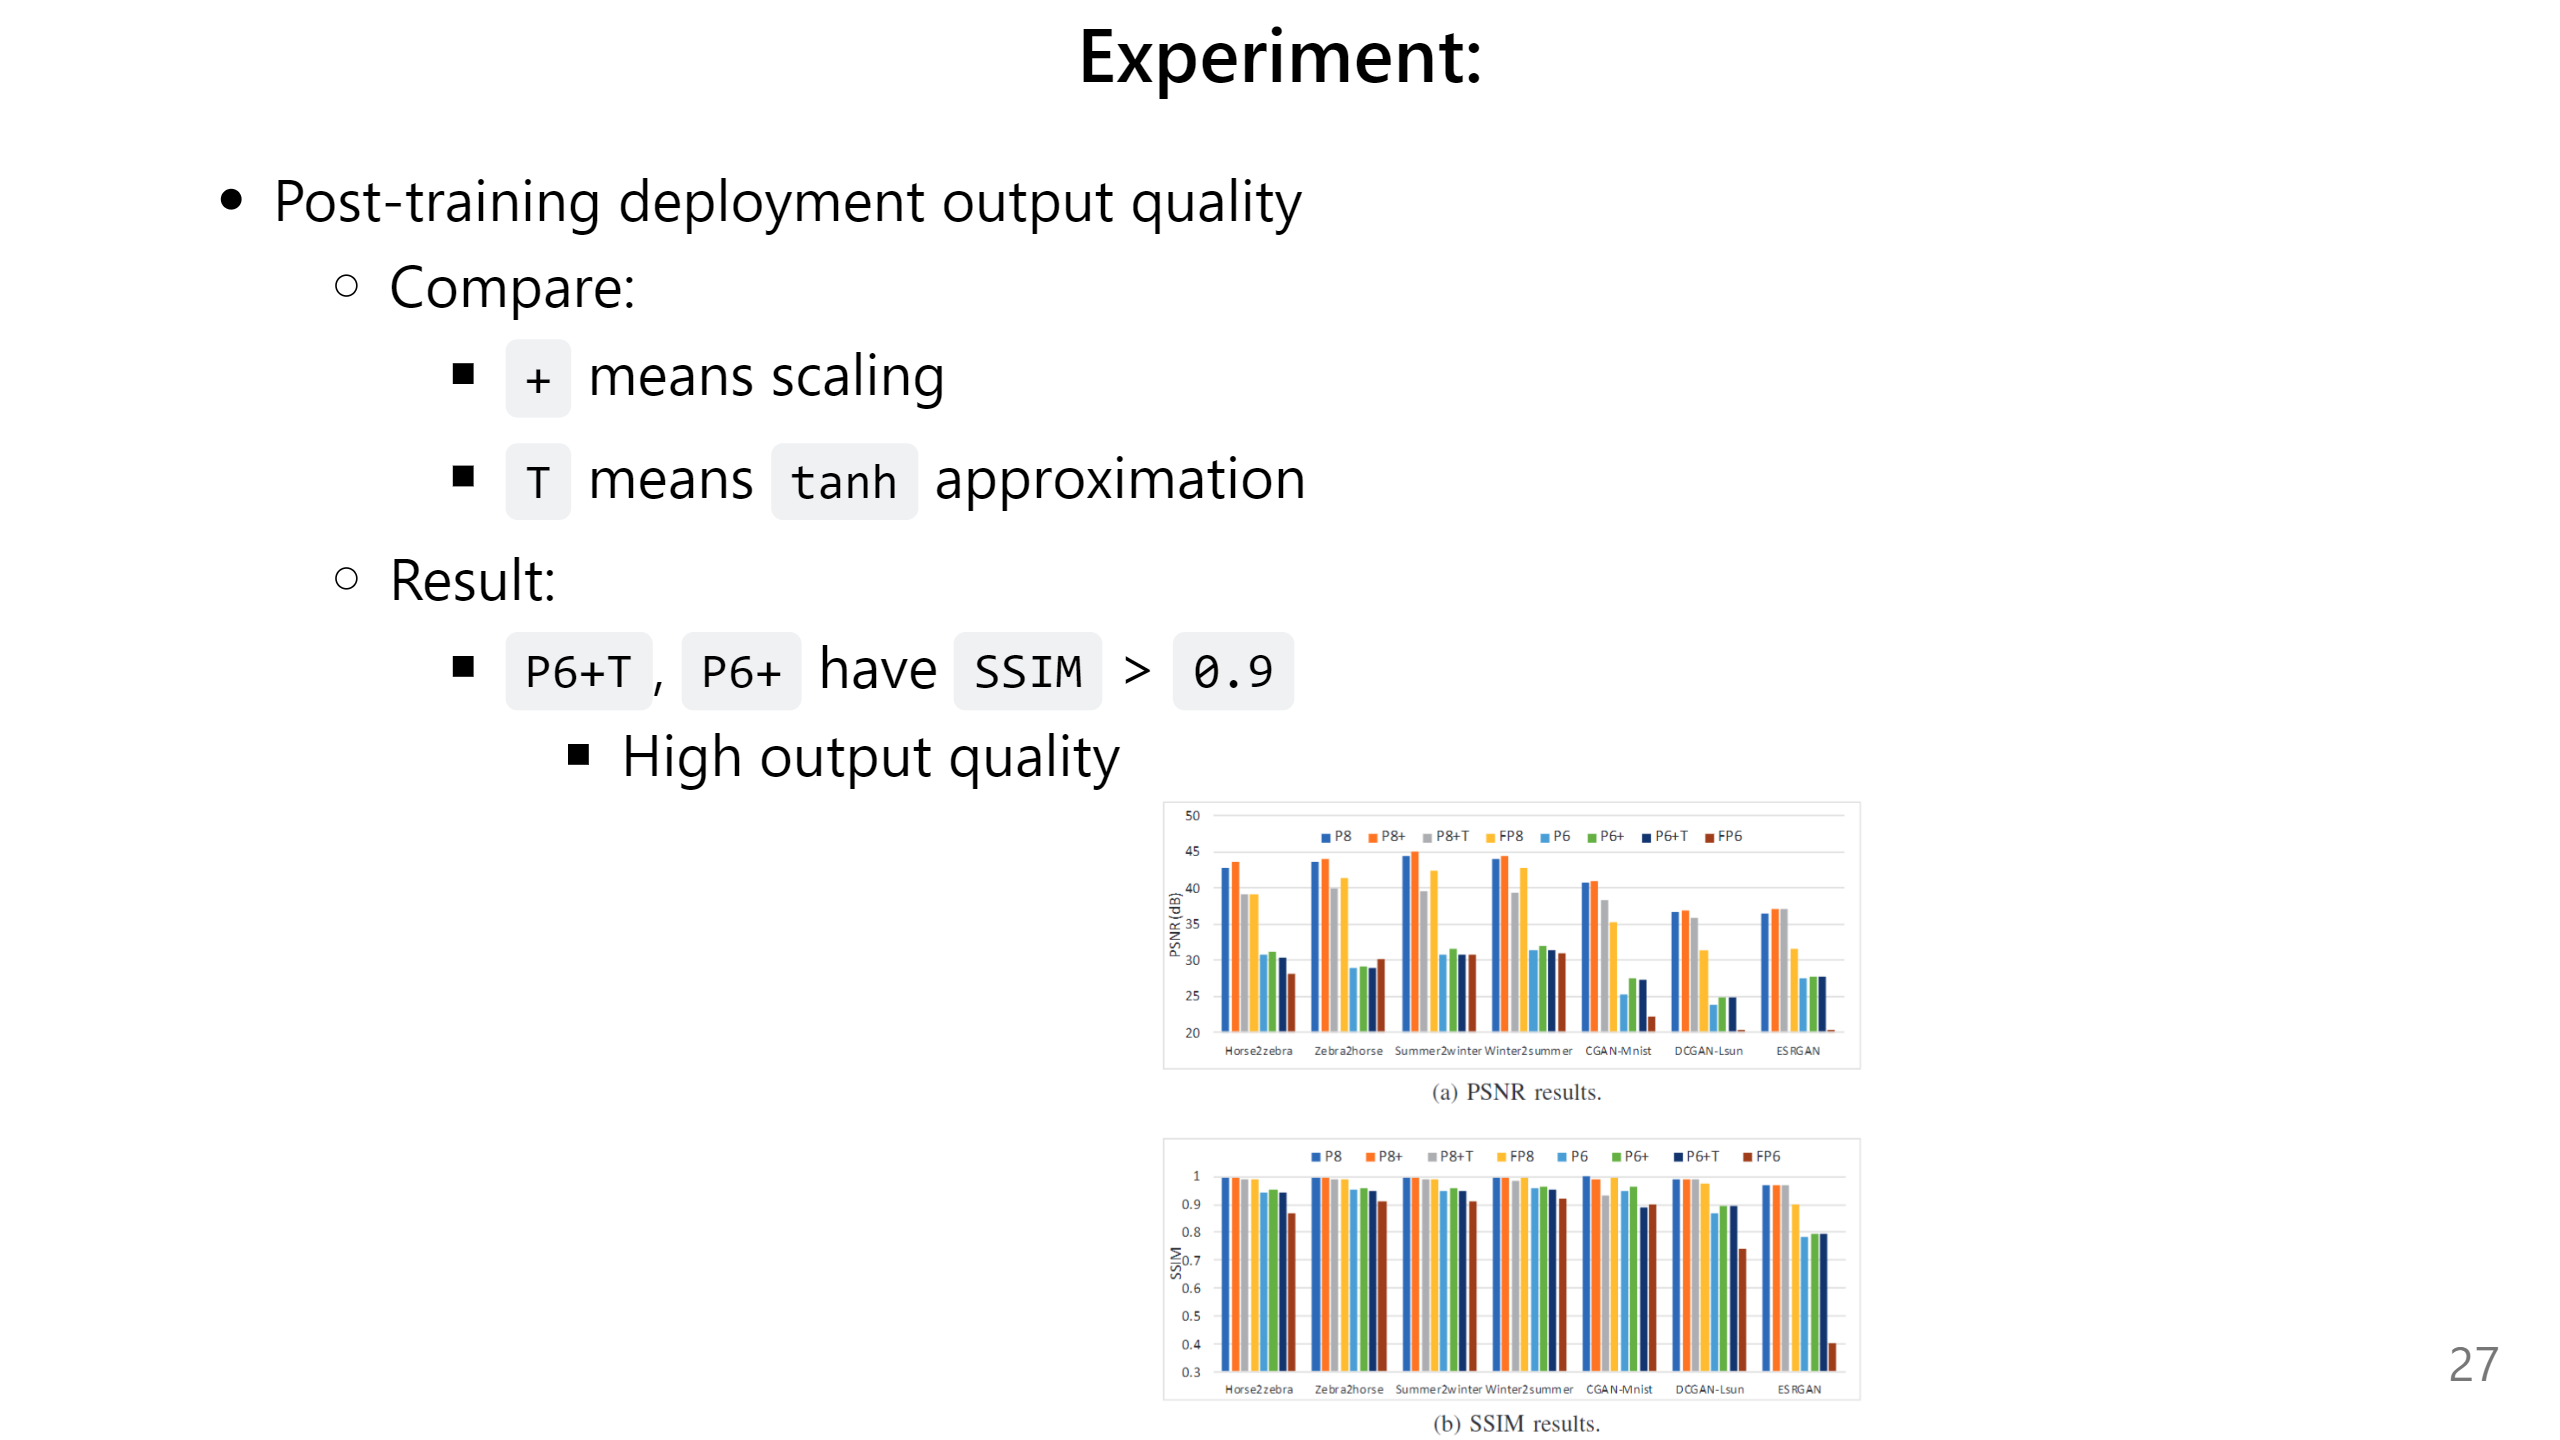 Experiment:
• Post-training deployment output quality
○ Compare:
▪ + means scaling
▪ T means tanh approximation
○ Result:
▪ P6+T, P6+ have SSIM > 0.9
▪ High output quality
50
P8 P8+ P8+T FP8 P6 P6+ P6+T FP6
45
40
35
30
25
20
PSNR (dB)
Horse2zebra Zebra2horse Summer2winter Winter2summer CGAN-Mnist DCGAN-Lsun ESRGAN
(a) PSNR results.
P8 P8+ P8+T FP8 P6 P6+ P6+T FP6
1
0.9
0.8
0.7
0.6
0.5
0.4
0.3
SSIM
Horse2zebra Zebra2horse Summer2winter Winter2summer CGAN-Mnist DCGAN-Lsun ESRGAN
(b) SSIM results.
27